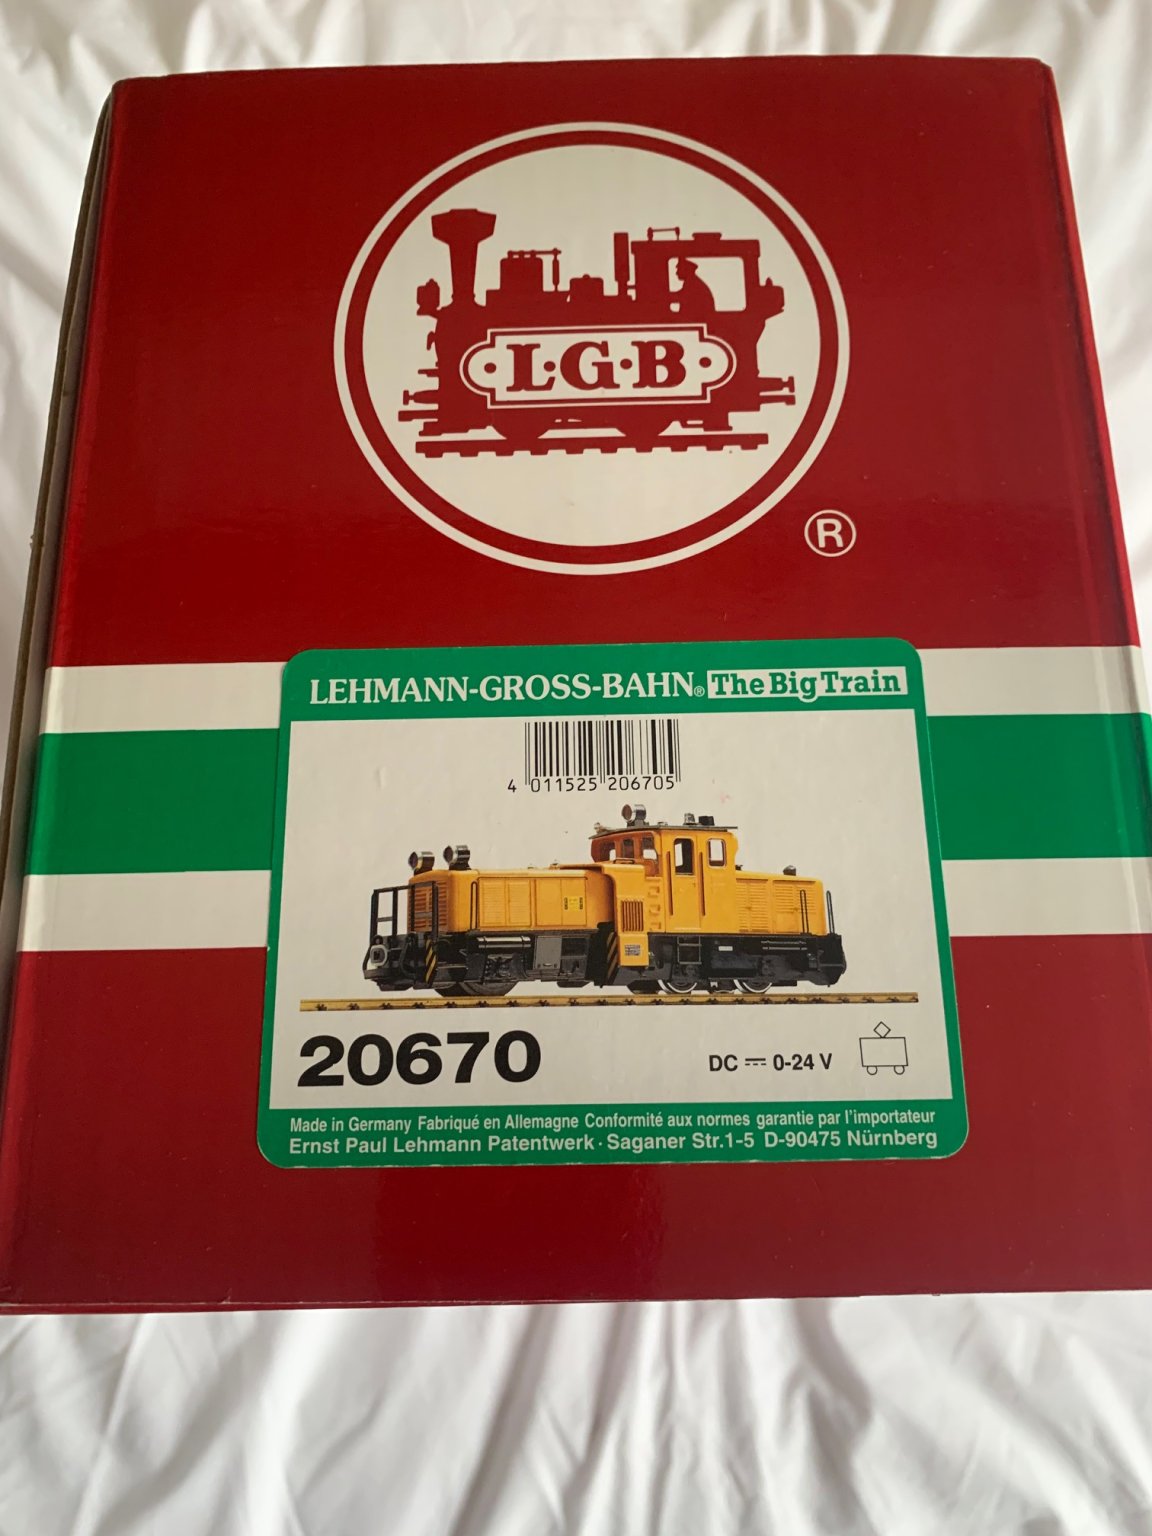 L·G·B
®
LEHMANN-GROSS-BAHN® The Big Train
4 011525 206705
20670
DC 0-24 V
Made in Germany Fabriqué en Allemagne Conformité aux normes garantie par l'importateur
Ernst Paul Lehmann Patentwerk · Saganer Str.1-5 D-90475 Nürnberg